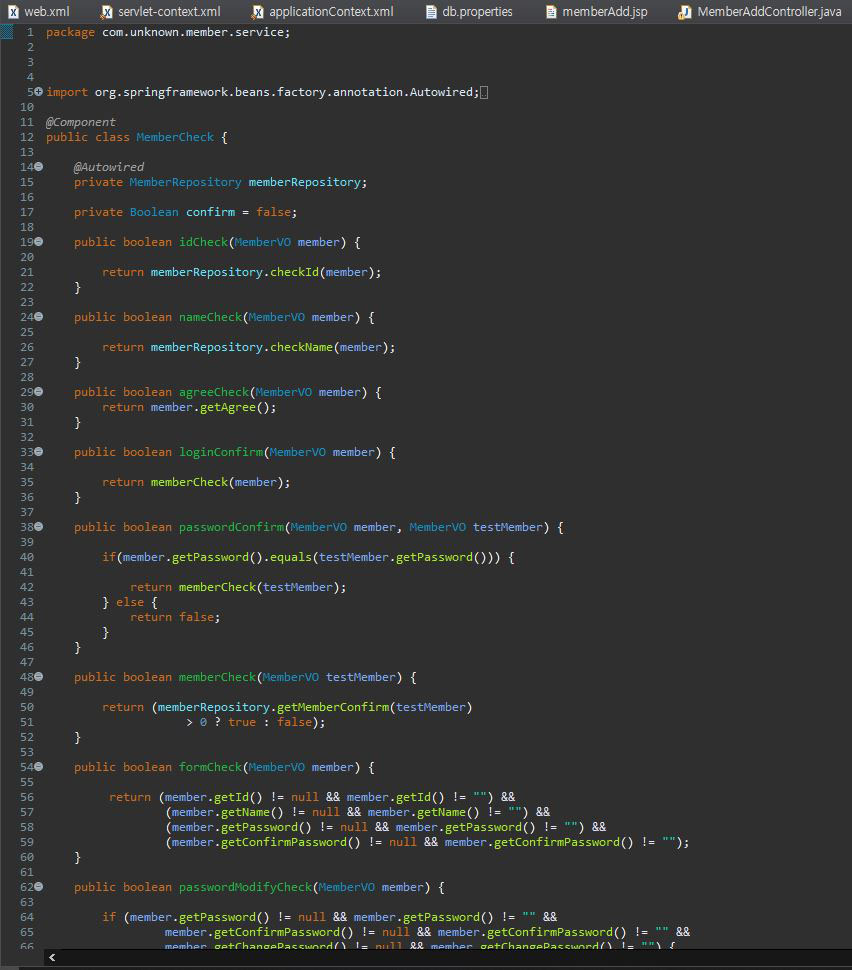 web.xml servlet-context.xml applicationContext.xml db.properties memberAdd.jsp MemberAddController.java
1 package com.unknown.member.service;
2
3
4
5 import org.springframework.beans.factory.annotation.Autowired;
10
11 @Component
12 public class MemberCheck {
13
14 @Autowired
15 private MemberRepository memberRepository;
16
17 private Boolean confirm = false;
18
19 public boolean idCheck(MemberVO member) {
20
21 return memberRepository.checkId(member);
22 }
23
24 public boolean nameCheck(MemberVO member) {
25
26 return memberRepository.checkName(member);
27 }
28
29 public boolean agreeCheck(MemberVO member) {
30 return member.getAgree();
31 }
32
33 public boolean loginConfirm(MemberVO member) {
34
35 return memberCheck(member);
36 }
37
38 public boolean passwordConfirm(MemberVO member, MemberVO testMember) {
39
40 if(member.getPassword().equals(testMember.getPassword())) {
41
42 return memberCheck(testMember);
43 } else {
44 return false;
45 }
46 }
47
48 public boolean memberCheck(MemberVO testMember) {
49
50 return (memberRepository.getMemberConfirm(testMember)
51 > 0 ? true : false);
52 }
53
54 public boolean formCheck(MemberVO member) {
55
56 return (member.getId() != null && member.getId() != "") &&
57 (member.getName() != null && member.getName() != "") &&
58 (member.getPassword() != null && member.getPassword() != "") &&
59 (member.getConfirmPassword() != null && member.getConfirmPassword() != "");
60 }
61
62 public boolean passwordModifyCheck(MemberVO member) {
63
64 if (member.getPassword() != null && member.getPassword() != "" &&
65 member.getConfirmPassword() != null && member.getConfirmPassword() != "" &&
66 member.getChangePassword() != null && member.getChangePassword() != "") {